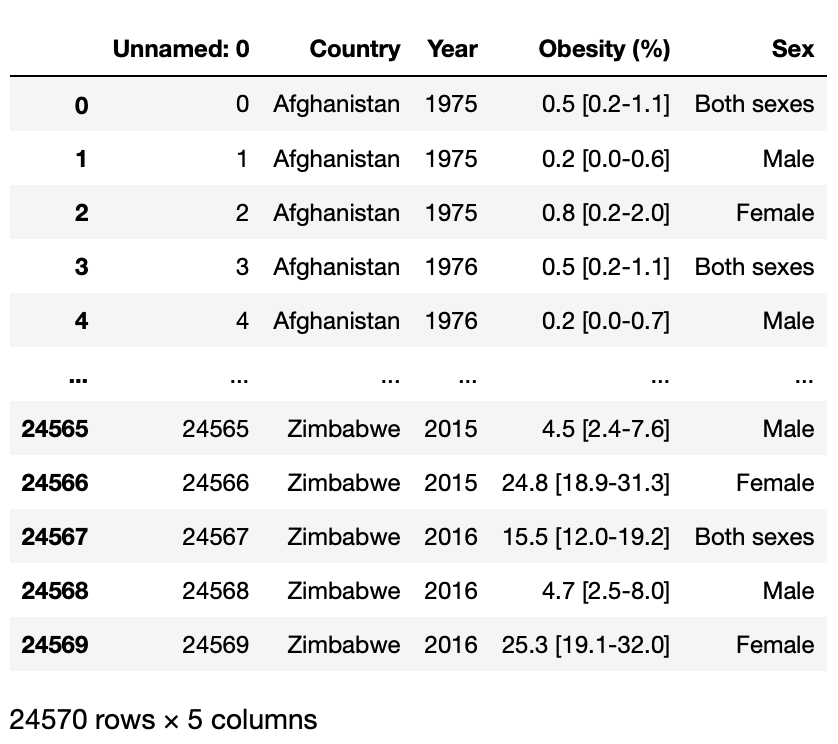 Unnamed: 0 Country Year Obesity (%) Sex
0 0 Afghanistan 1975 0.5 [0.2-1.1] Both sexes
1 1 Afghanistan 1975 0.2 [0.0-0.6] Male
2 2 Afghanistan 1975 0.8 [0.2-2.0] Female
3 3 Afghanistan 1976 0.5 [0.2-1.1] Both sexes
4 4 Afghanistan 1976 0.2 [0.0-0.7] Male
... ... ... ... ... ...
24565 24565 Zimbabwe 2015 4.5 [2.4-7.6] Male
24566 24566 Zimbabwe 2015 24.8 [18.9-31.3] Female
24567 24567 Zimbabwe 2016 15.5 [12.0-19.2] Both sexes
24568 24568 Zimbabwe 2016 4.7 [2.5-8.0] Male
24569 24569 Zimbabwe 2016 25.3 [19.1-32.0] Female
24570 rows × 5 columns